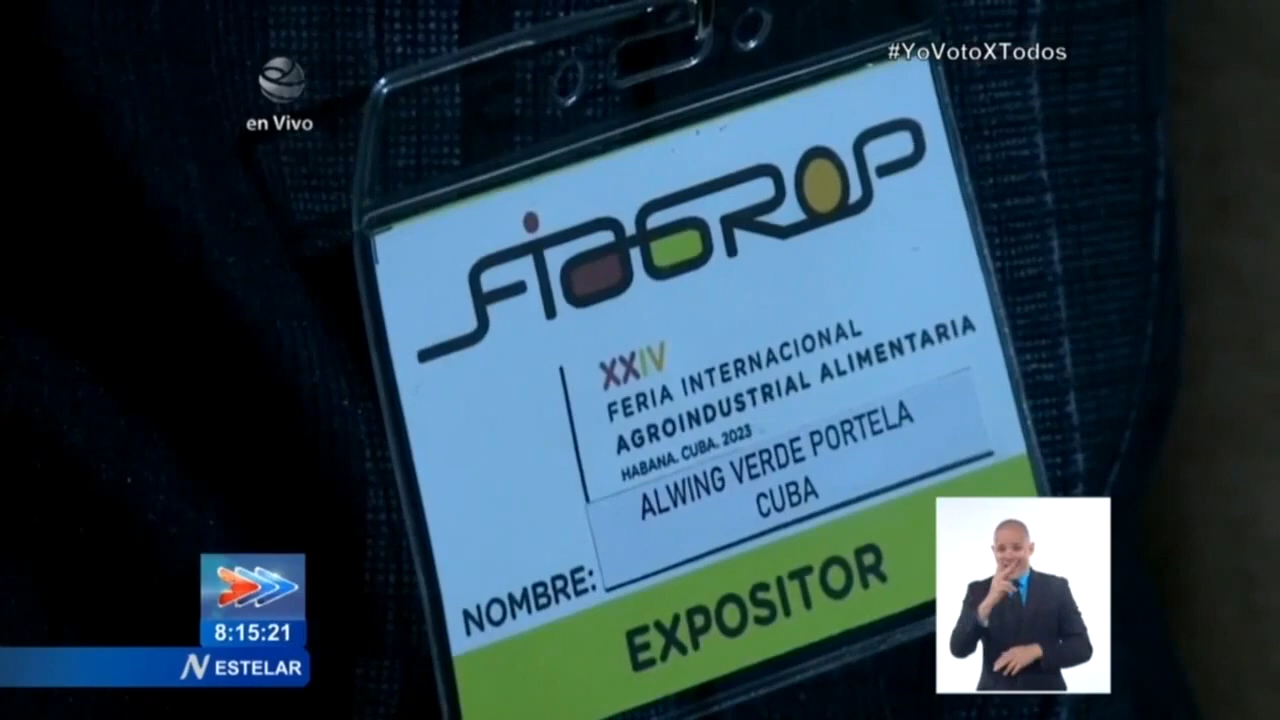 #YoVotoXTodos
en Vivo
FIAGROP
XXIV
FERIA INTERNACIONAL
AGROINDUSTRIAL ALIMENTARIA
HABANA. CUBA. 2023
ALWING VERDE PORTELA
CUBA
NOMBRE:
EXPOSITOR
8:15:21
N ESTELAR